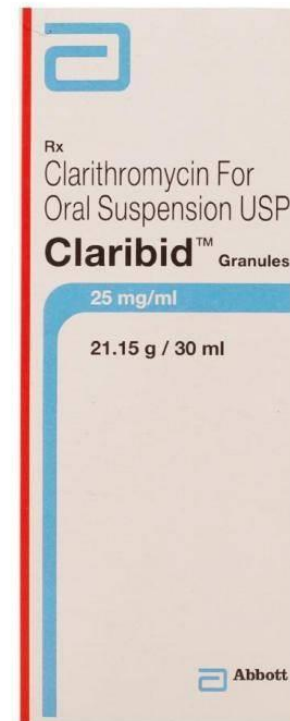 Rx
Clarithromycin For
Oral Suspension USP
Claribid™ Granules
25 mg/ml
21.15 g / 30 ml
Abbott